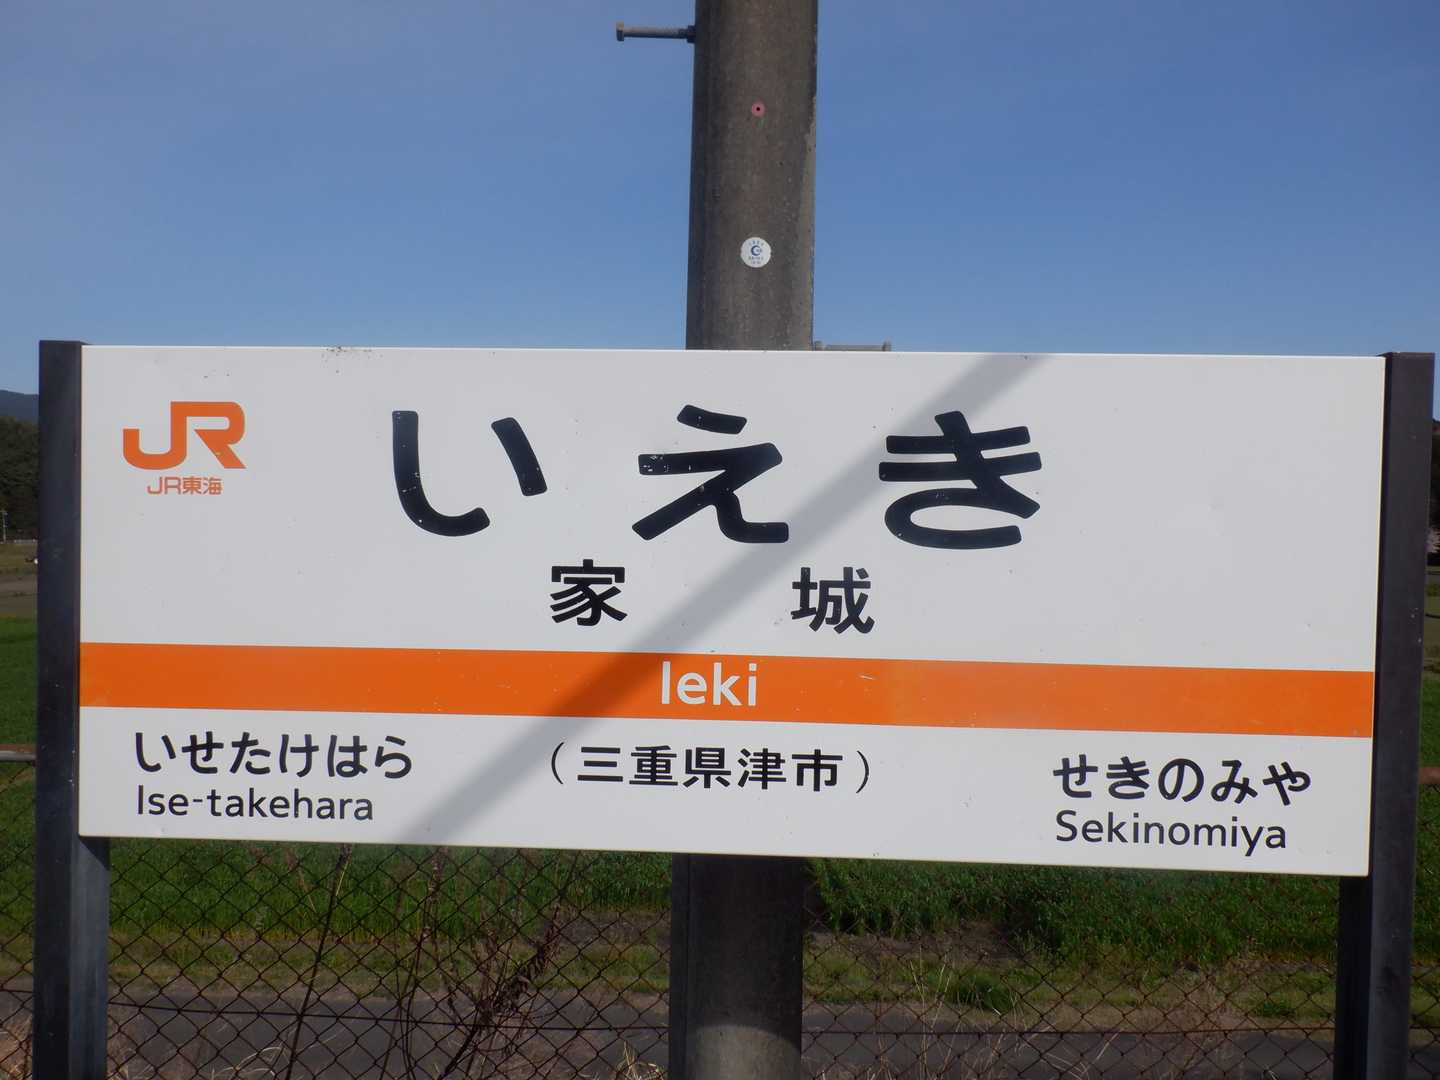 JR
JR東海
いえき
家城
Ieki
いせたけはら
Ise-takehara
（三重県津市）
せきのみや
Sekinomiya